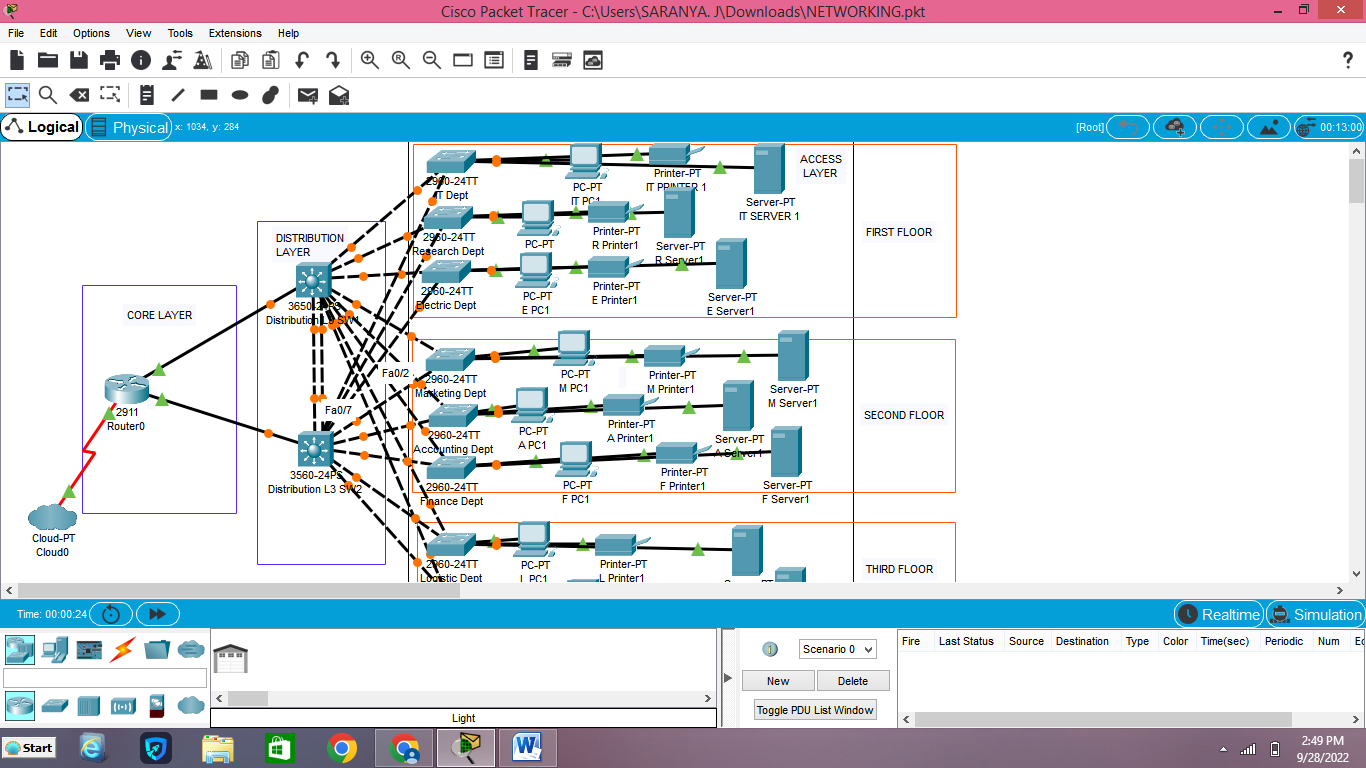 Cisco Packet Tracer - C:\Users\SARANYA. J\Downloads\NETWORKING.pkt
File Edit Options View Tools Extensions Help
Logical Physical x: 1034, y: 284 [Root] 00:13:00
ACCESS
LAYER
2960-24TT
IT Dept
PC-PT
IT PC1
Printer-PT
IT PRINTER 1
Server-PT
IT SERVER 1
FIRST FLOOR
2960-24TT
Research Dept
PC-PT
Printer-PT
R Printer1
Server-PT
R Server1
2960-24TT
Electric Dept
PC-PT
E PC1
Printer-PT
E Printer1
Server-PT
E Server1
DISTRIBUTION
LAYER
3650-24PS
Distribution L3 SW1
CORE LAYER
2911
Router0
Fa0/2
Fa0/7
3560-24PS
Distribution L3 SW2
Cloud-PT
Cloud0
2960-24TT
Marketing Dept
PC-PT
M PC1
Printer-PT
M Printer1
Server-PT
M Server1
SECOND FLOOR
2960-24TT
Accounting Dept
PC-PT
A PC1
Printer-PT
A Printer1
Server-PT
A Server1
2960-24TT
Finance Dept
PC-PT
F PC1
Printer-PT
F Printer1
Server-PT
F Server1
2960-24TT
Logistic Dept
PC-PT
L PC1
Printer-PT
L Printer1
Server-PT
THIRD FLOOR
Time: 00:00:24 Realtime Simulation
Scenario 0
New Delete
Toggle PDU List Window
Fire Last Status Source Destination Type Color Time(sec) Periodic Num
Light
Start
2:49 PM
9/28/2022